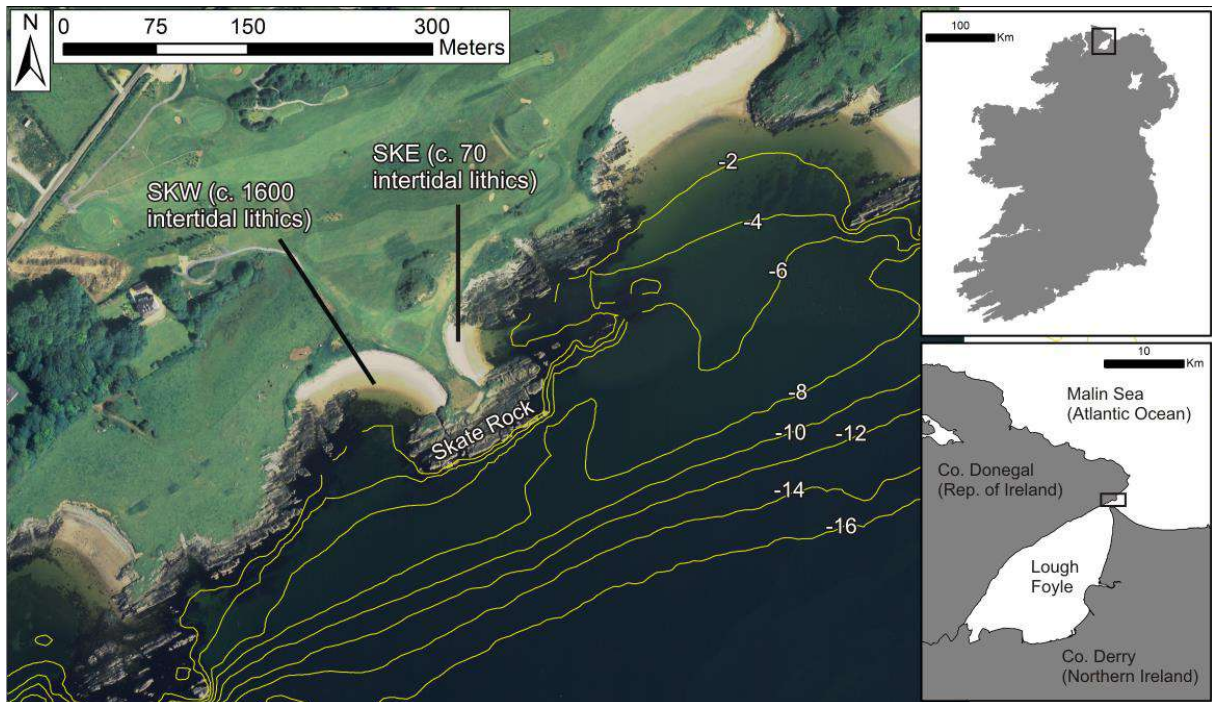 N
0 75 150 300
Meters
SKE (c. 70
intertidal lithics)
SKW (c. 1600
intertidal lithics)
-2
-4
-6
-8
-10
-12
-14
-16
Skate Rock
100
Km
10
Km
Malin Sea
(Atlantic Ocean)
Co. Donegal
(Rep. of Ireland)
Lough
Foyle
Co. Derry
(Northern Ireland)